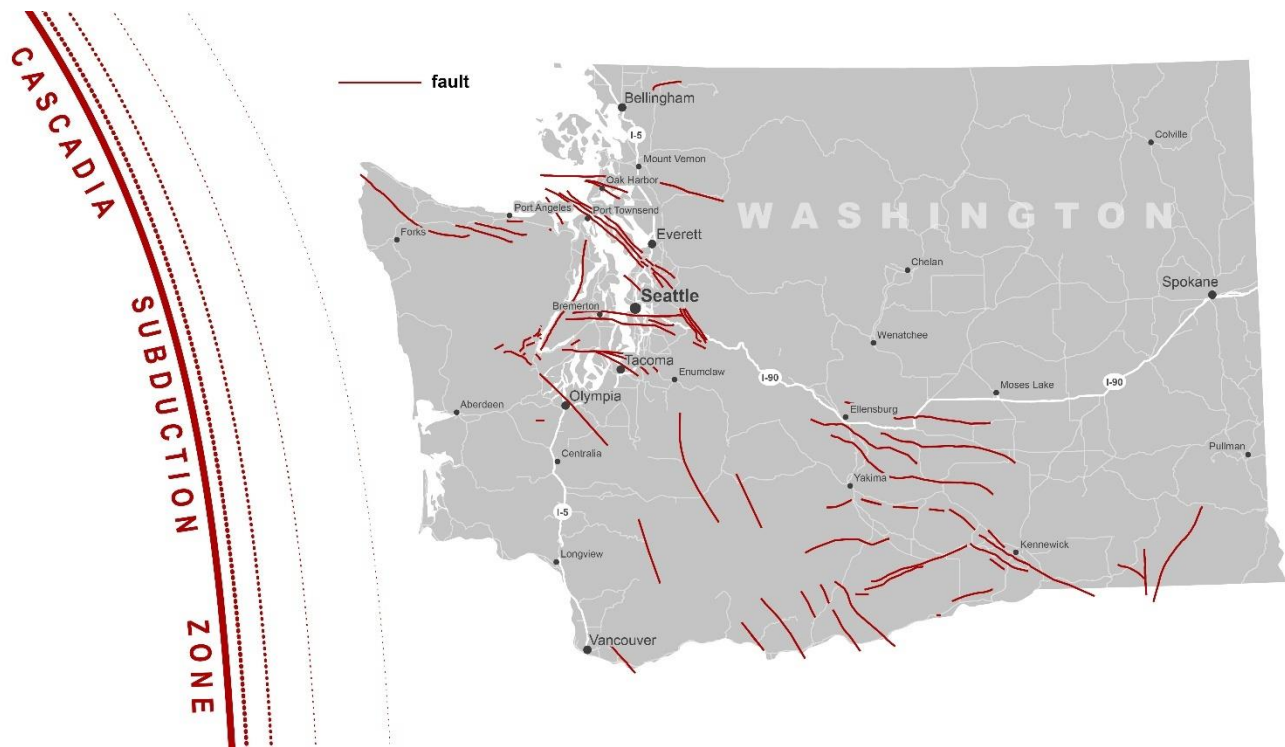 CASCADIA
SUBDUCTION
ZONE
fault
WASHINGTON
Bellingham
I-5
Mount Vernon
Oak Harbor
Colville
Port Angeles
Port Townsend
Forks
Everett
Chelan
Seattle
Bremerton
Spokane
Wenatchee
Tacoma
Enumclaw
I-90
Moses Lake
I-90
Olympia
Aberdeen
Ellensburg
Centralia
Pullman
Yakima
I-5
Longview
Kennewick
Vancouver